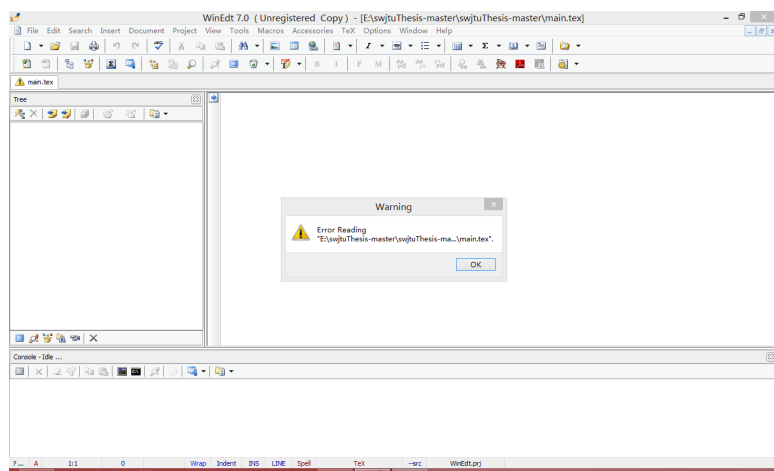 WinEdt 7.0 ( Unregistered Copy ) - [E:\swjtuThesis-master\swjtuThesis-master\main.tex]
File Edit Search Insert Document Project View Tools Macros Accessories TeX Options Window Help
B I F M
main.tex
Tree
Warning
Error Reading
"E:\swjtuThesis-master\swjtuThesis-ma...\main.tex".
OK
Console - Idle ...
?... A 1:1 0 Wrap Indent INS LINE Spell TeX --src WinEdt.prj